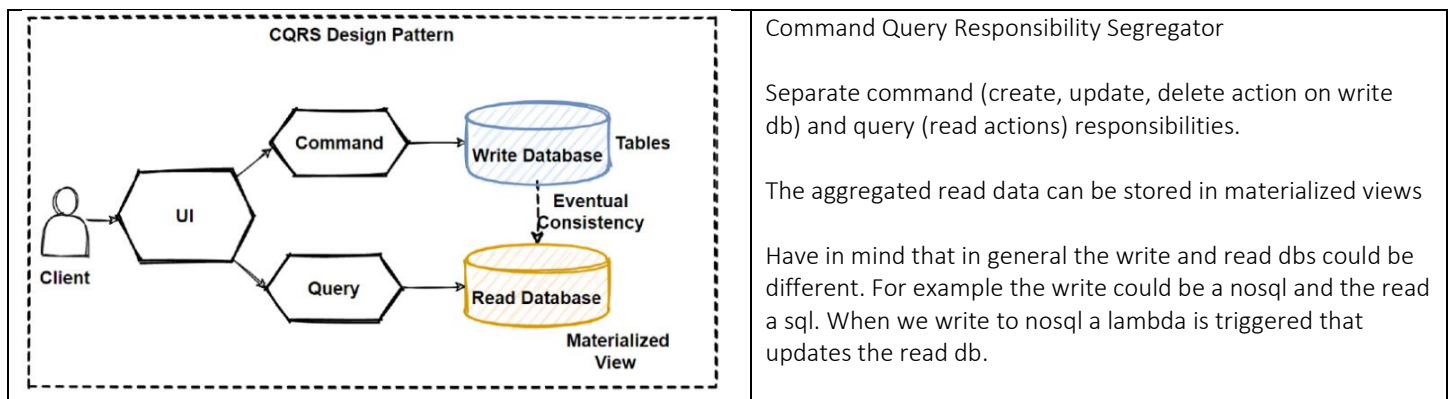 CQRS Design Pattern
Command
Write Database
Tables
UI
Eventual
Consistency
Client
Query
Read Database
Materialized
View
Command Query Responsibility Segregator
Separate command (create, update, delete action on write
db) and query (read actions) responsibilities.
The aggregated read data can be stored in materialized views
Have in mind that in general the write and read dbs could be
different. For example the write could be a nosql and the read
a sql. When we write to nosql a lambda is triggered that
updates the read db.